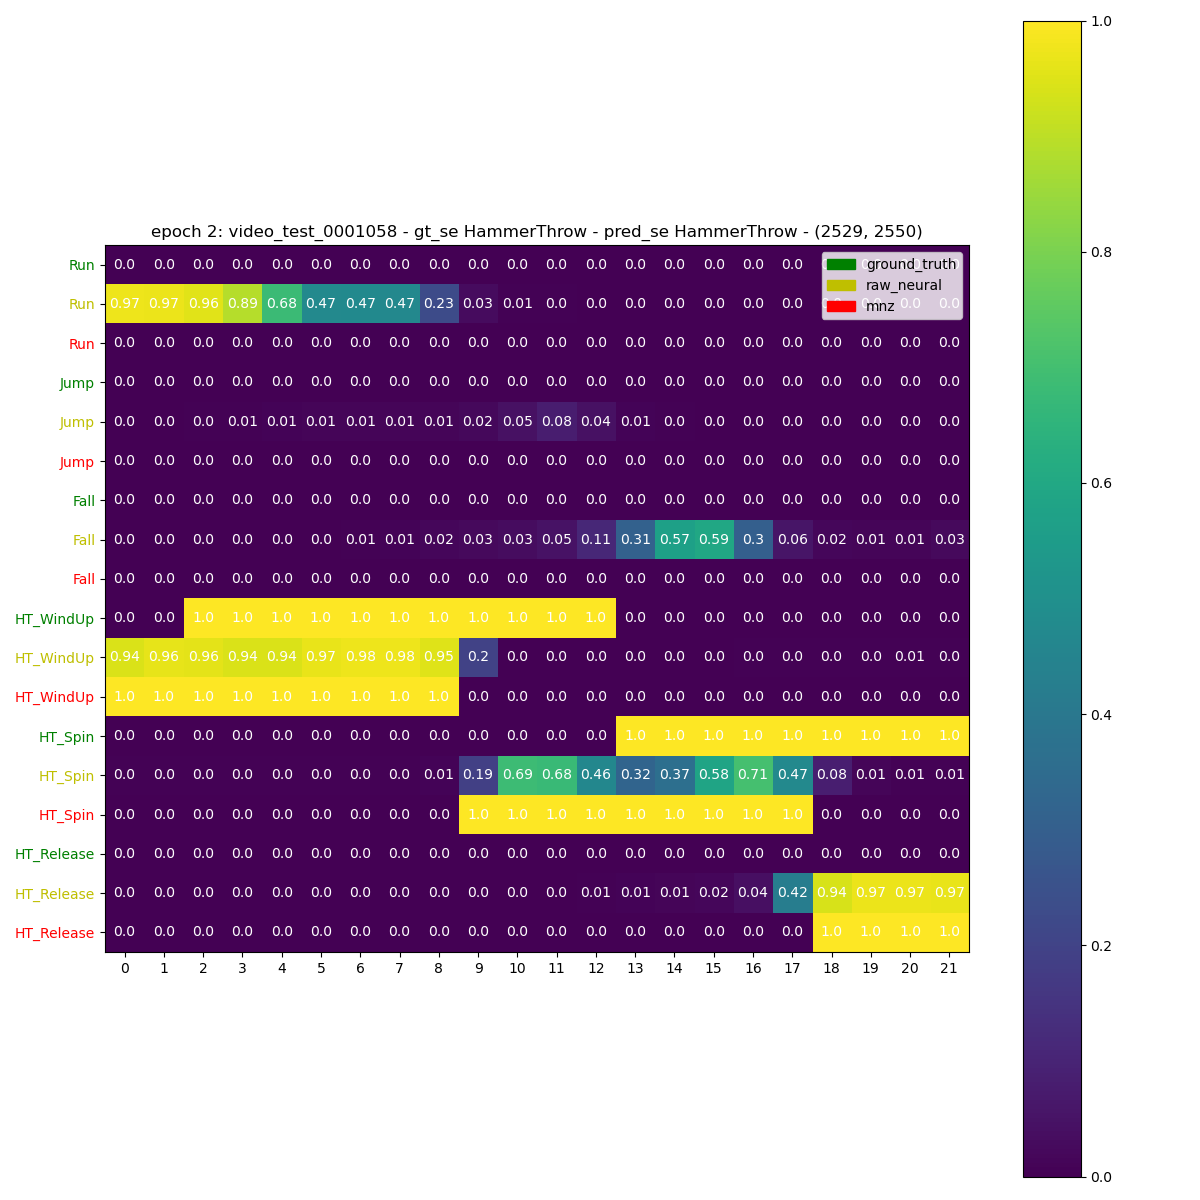 epoch 2: video_test_0001058 - gt_se HammerThrow - pred_se HammerThrow - (2529, 2550)
ground_truth
raw_neural
mnz
Run 0.0 0.0 0.0 0.0 0.0 0.0 0.0 0.0 0.0 0.0 0.0 0.0 0.0 0.0 0.0 0.0 0.0 0.0
Run 0.97 0.97 0.96 0.89 0.68 0.47 0.47 0.47 0.23 0.03 0.01 0.0 0.0 0.0 0.0 0.0 0.0 0.0
Run 0.0 0.0 0.0 0.0 0.0 0.0 0.0 0.0 0.0 0.0 0.0 0.0 0.0 0.0 0.0 0.0 0.0 0.0 0.0 0.0 0.0 0.0
Jump 0.0 0.0 0.0 0.0 0.0 0.0 0.0 0.0 0.0 0.0 0.0 0.0 0.0 0.0 0.0 0.0 0.0 0.0 0.0 0.0 0.0 0.0
Jump 0.0 0.0 0.0 0.01 0.01 0.01 0.01 0.01 0.01 0.02 0.05 0.08 0.04 0.01 0.0 0.0 0.0 0.0 0.0 0.0 0.0 0.0
Jump 0.0 0.0 0.0 0.0 0.0 0.0 0.0 0.0 0.0 0.0 0.0 0.0 0.0 0.0 0.0 0.0 0.0 0.0 0.0 0.0 0.0 0.0
Fall 0.0 0.0 0.0 0.0 0.0 0.0 0.0 0.0 0.0 0.0 0.0 0.0 0.0 0.0 0.0 0.0 0.0 0.0 0.0 0.0 0.0 0.0
Fall 0.0 0.0 0.0 0.0 0.0 0.0 0.01 0.01 0.02 0.03 0.03 0.05 0.11 0.31 0.57 0.59 0.3 0.06 0.02 0.01 0.01 0.03
Fall 0.0 0.0 0.0 0.0 0.0 0.0 0.0 0.0 0.0 0.0 0.0 0.0 0.0 0.0 0.0 0.0 0.0 0.0 0.0 0.0 0.0 0.0
HT_WindUp 0.0 0.0 1.0 1.0 1.0 1.0 1.0 1.0 1.0 1.0 1.0 1.0 1.0 0.0 0.0 0.0 0.0 0.0 0.0 0.0 0.0 0.0
HT_WindUp 0.94 0.96 0.96 0.94 0.94 0.97 0.98 0.98 0.95 0.2 0.0 0.0 0.0 0.0 0.0 0.0 0.0 0.0 0.0 0.0 0.01 0.0
HT_WindUp 1.0 1.0 1.0 1.0 1.0 1.0 1.0 1.0 1.0 0.0 0.0 0.0 0.0 0.0 0.0 0.0 0.0 0.0 0.0 0.0 0.0 0.0
HT_Spin 0.0 0.0 0.0 0.0 0.0 0.0 0.0 0.0 0.0 0.0 0.0 0.0 0.0 1.0 1.0 1.0 1.0 1.0 1.0 1.0 1.0 1.0
HT_Spin 0.0 0.0 0.0 0.0 0.0 0.0 0.0 0.0 0.01 0.19 0.69 0.68 0.46 0.32 0.37 0.58 0.71 0.47 0.08 0.01 0.01 0.01
HT_Spin 0.0 0.0 0.0 0.0 0.0 0.0 0.0 0.0 0.0 1.0 1.0 1.0 1.0 1.0 1.0 1.0 1.0 1.0 0.0 0.0 0.0 0.0
HT_Release 0.0 0.0 0.0 0.0 0.0 0.0 0.0 0.0 0.0 0.0 0.0 0.0 0.0 0.0 0.0 0.0 0.0 0.0 0.0 0.0 0.0 0.0
HT_Release 0.0 0.0 0.0 0.0 0.0 0.0 0.0 0.0 0.0 0.0 0.0 0.0 0.01 0.01 0.01 0.02 0.04 0.42 0.94 0.97 0.97 0.97
HT_Release 0.0 0.0 0.0 0.0 0.0 0.0 0.0 0.0 0.0 0.0 0.0 0.0 0.0 0.0 0.0 0.0 0.0 0.0 1.0 1.0 1.0 1.0
0 1 2 3 4 5 6 7 8 9 10 11 12 13 14 15 16 17 18 19 20 21
1.0
0.8
0.6
0.4
0.2
0.0